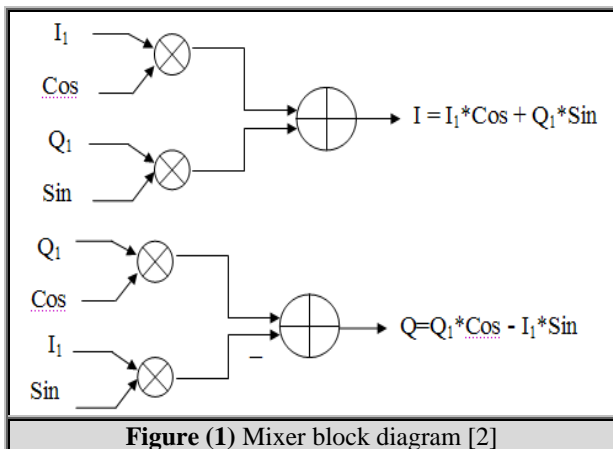 I₁
Cos
I = I₁*Cos + Q₁*Sin
Q₁
Sin
Q₁
Cos
Q=Q₁*Cos - I₁*Sin
I₁
–
Sin
Figure (1) Mixer block diagram [2]